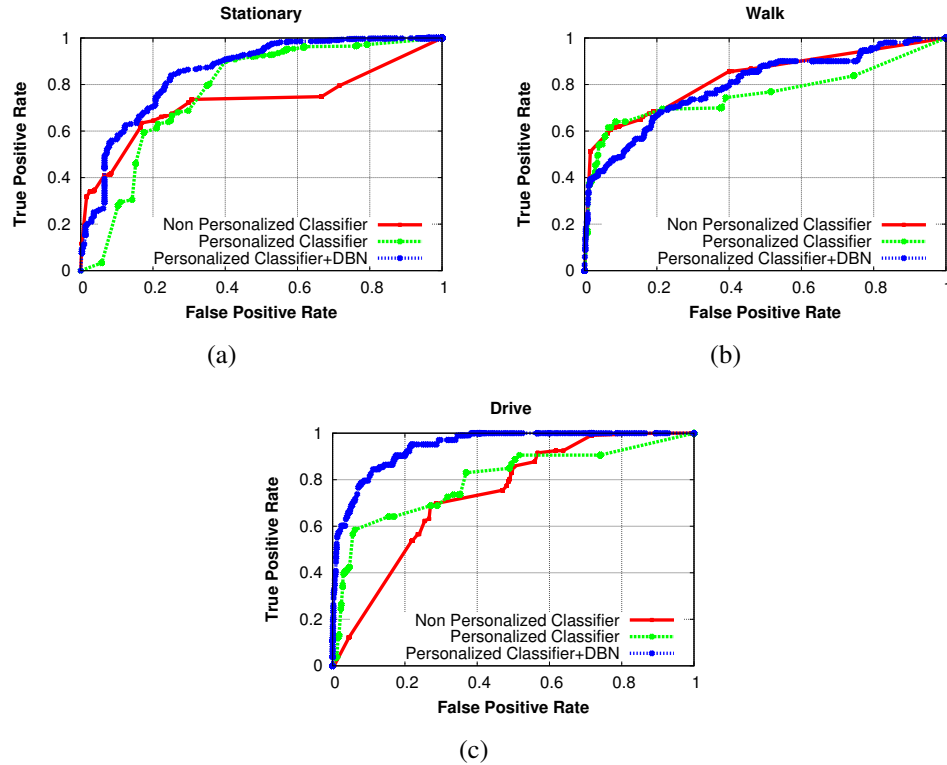 Stationary
1
0.8
0.6
0.4
0.2
0
True Positive Rate
Non Personalized Classifier
Personalized Classifier
Personalized Classifier+DBN
0 0.2 0.4 0.6 0.8 1
False Positive Rate
(a)
Walk
1
0.8
0.6
0.4
0.2
0
True Positive Rate
Non Personalized Classifier
Personalized Classifier
Personalized Classifier+DBN
0 0.2 0.4 0.6 0.8 1
False Positive Rate
(b)
Drive
1
0.8
0.6
0.4
0.2
0
True Positive Rate
Non Personalized Classifier
Personalized Classifier
Personalized Classifier+DBN
0 0.2 0.4 0.6 0.8 1
False Positive Rate
(c)